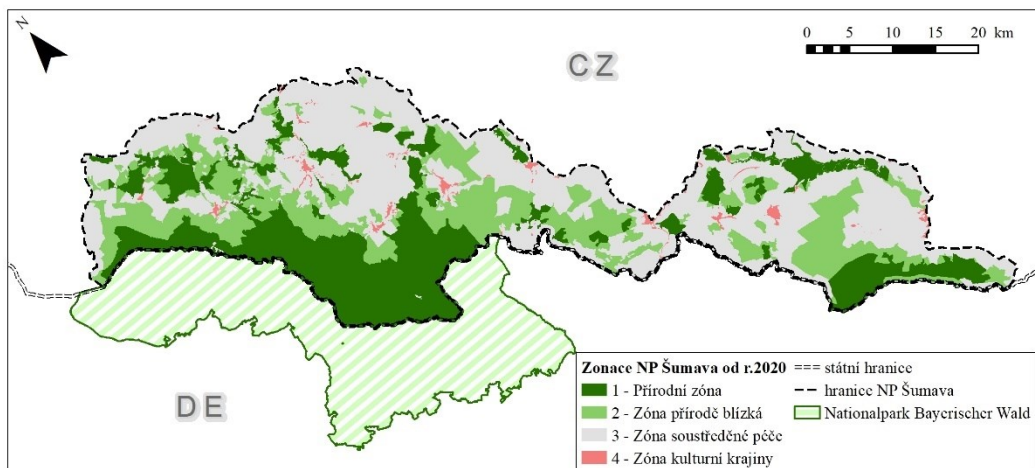 N
CZ
0 5 10 15 20 km
DE
Zonace NP Šumava od r.2020
1 - Přírodní zóna
2 - Zóna přírodě blízká
3 - Zóna soustředěné péče
4 - Zóna kulturní krajiny
státní hranice
hranice NP Šumava
Nationalpark Bayerischer Wald